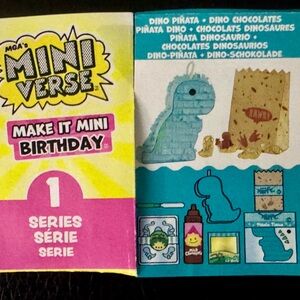 MGA's
MINI
VERSE
MAKE IT MINI
BIRTHDAY
1
SERIES
SÉRIE
SERIE
DINO PIÑATA + DINO CHOCOLATES
PIÑATA DINO + CHOCOLATS DINOSAURES
PIÑATA DINOSAURIO +
CHOCOLATES DINOSAURIOS
DINO-PIÑATA + DINO-SCHOKOLADE
RAWR!